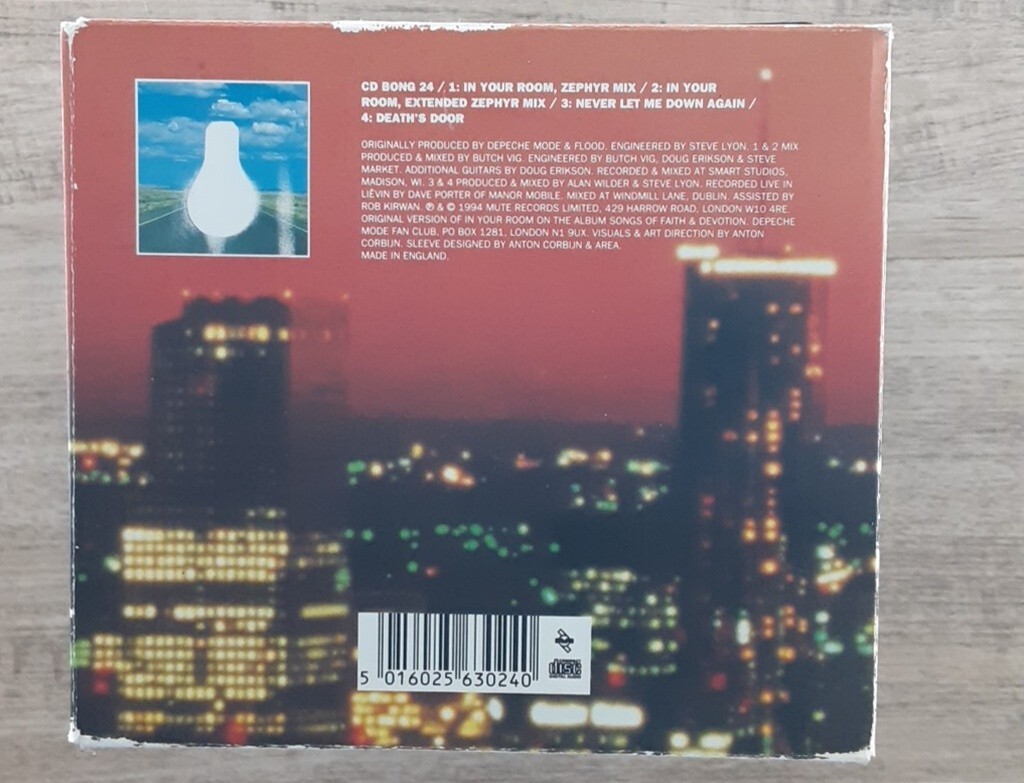 CD BONG 24 / 1: IN YOUR ROOM, ZEPHYR MIX / 2: IN YOUR
ROOM, EXTENDED ZEPHYR MIX / 3: NEVER LET ME DOWN AGAIN /
4: DEATH'S DOOR
ORIGINALLY PRODUCED BY DEPECHE MODE & FLOOD. ENGINEERED BY STEVE LYON. 1 & 2 MIX
PRODUCED & MIXED BY BUTCH VIG. ENGINEERED BY BUTCH VIG, DOUG ERIKSON & STEVE
MARKET. ADDITIONAL GUITARS BY DOUG ERIKSON. RECORDED & MIXED AT SMART STUDIOS,
MADISON, WI. 3 & 4 PRODUCED & MIXED BY ALAN WILDER & STEVE LYON. RECORDED LIVE IN
LIÉVIN BY DAVE PORTER OF MANOR MOBILE. MIXED AT WINDMILL LANE, DUBLIN. ASSISTED BY
ROB KIRWAN. ℗ & © 1994 MUTE RECORDS LIMITED, 429 HARROW ROAD, LONDON W10 4RE.
ORIGINAL VERSION OF IN YOUR ROOM ON THE ALBUM SONGS OF FAITH & DEVOTION. DEPECHE
MODE FAN CLUB, PO BOX 1281, LONDON N1 9UX. VISUALS & ART DIRECTION BY ANTON
CORBIJN. SLEEVE DESIGNED BY ANTON CORBIJN & AREA.
MADE IN ENGLAND.
5 016025 630240
COMPACT
disc
DIGITAL AUDIO